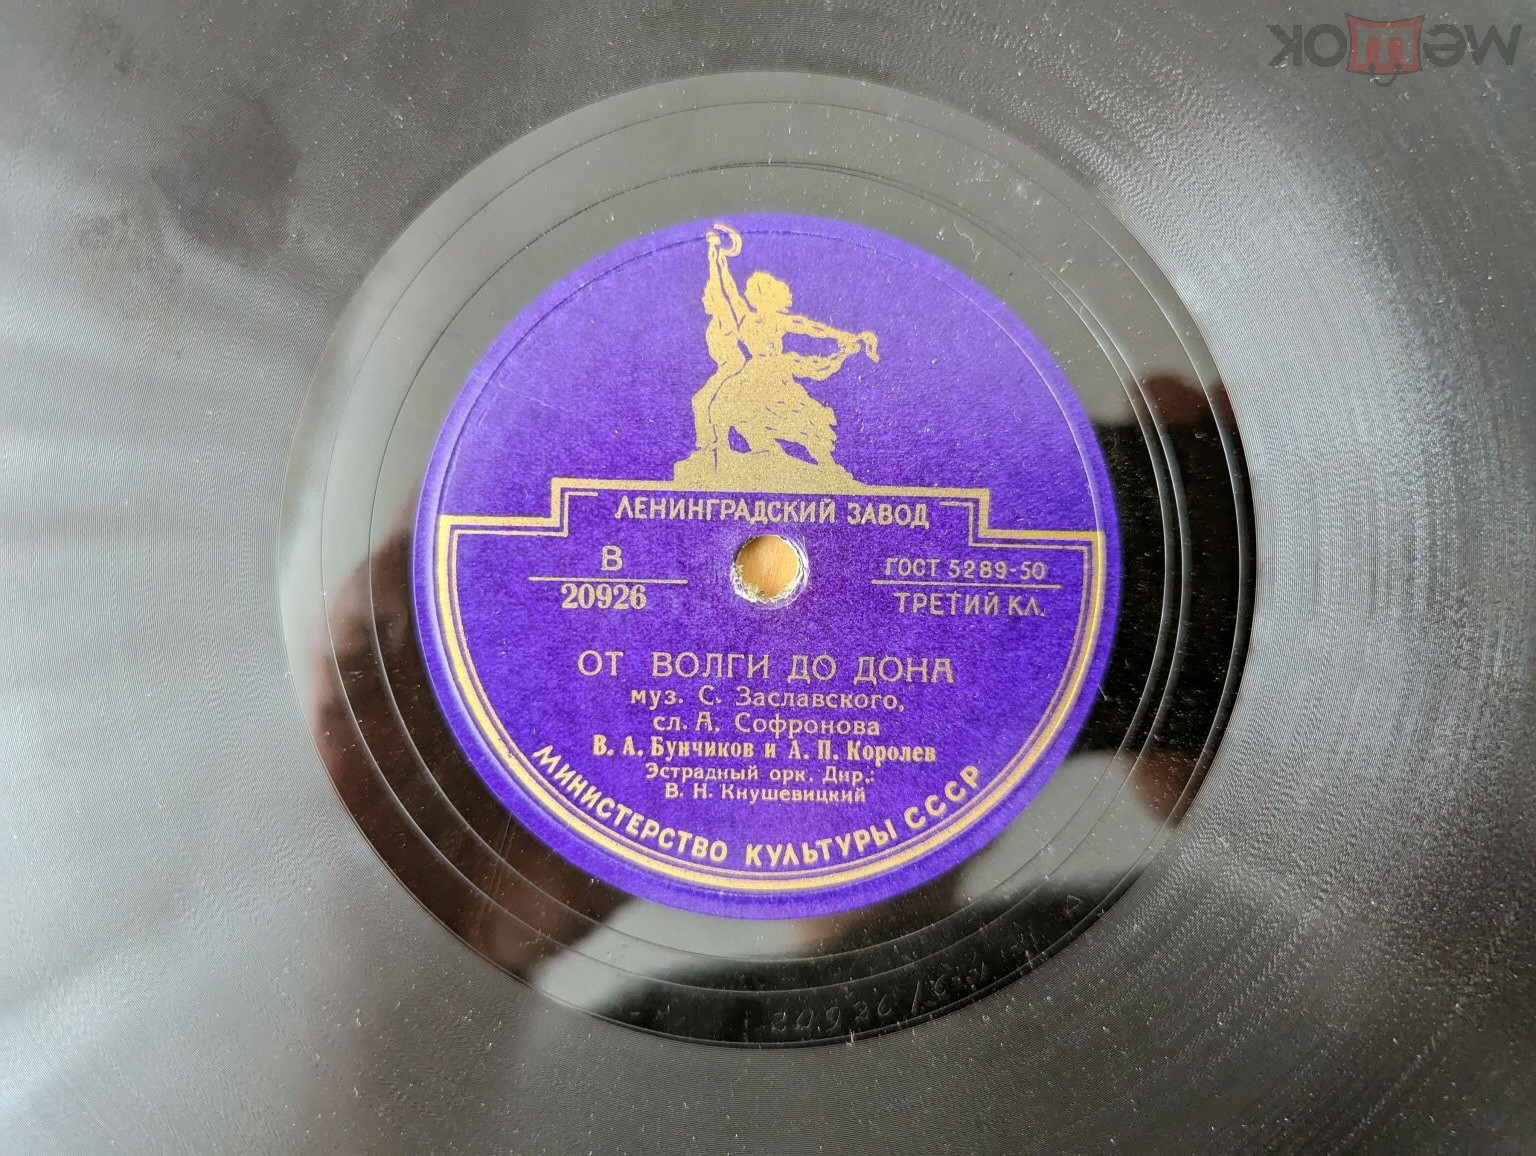 мешок
ЛЕНИНГРАДСКИЙ ЗАВОД
В
20926
ГОСТ 5289-50
ТРЕТИЙ КЛ.
ОТ ВОЛГИ ДО ДОНА
муз. С. Заславского,
сл. А. Софронова
В. А. Бунчиков и А. П. Королев
Эстрадный орк. Дир.:
В. Н. Кнушевицкий
МИНИСТЕРСТВО КУЛЬТУРЫ СССР